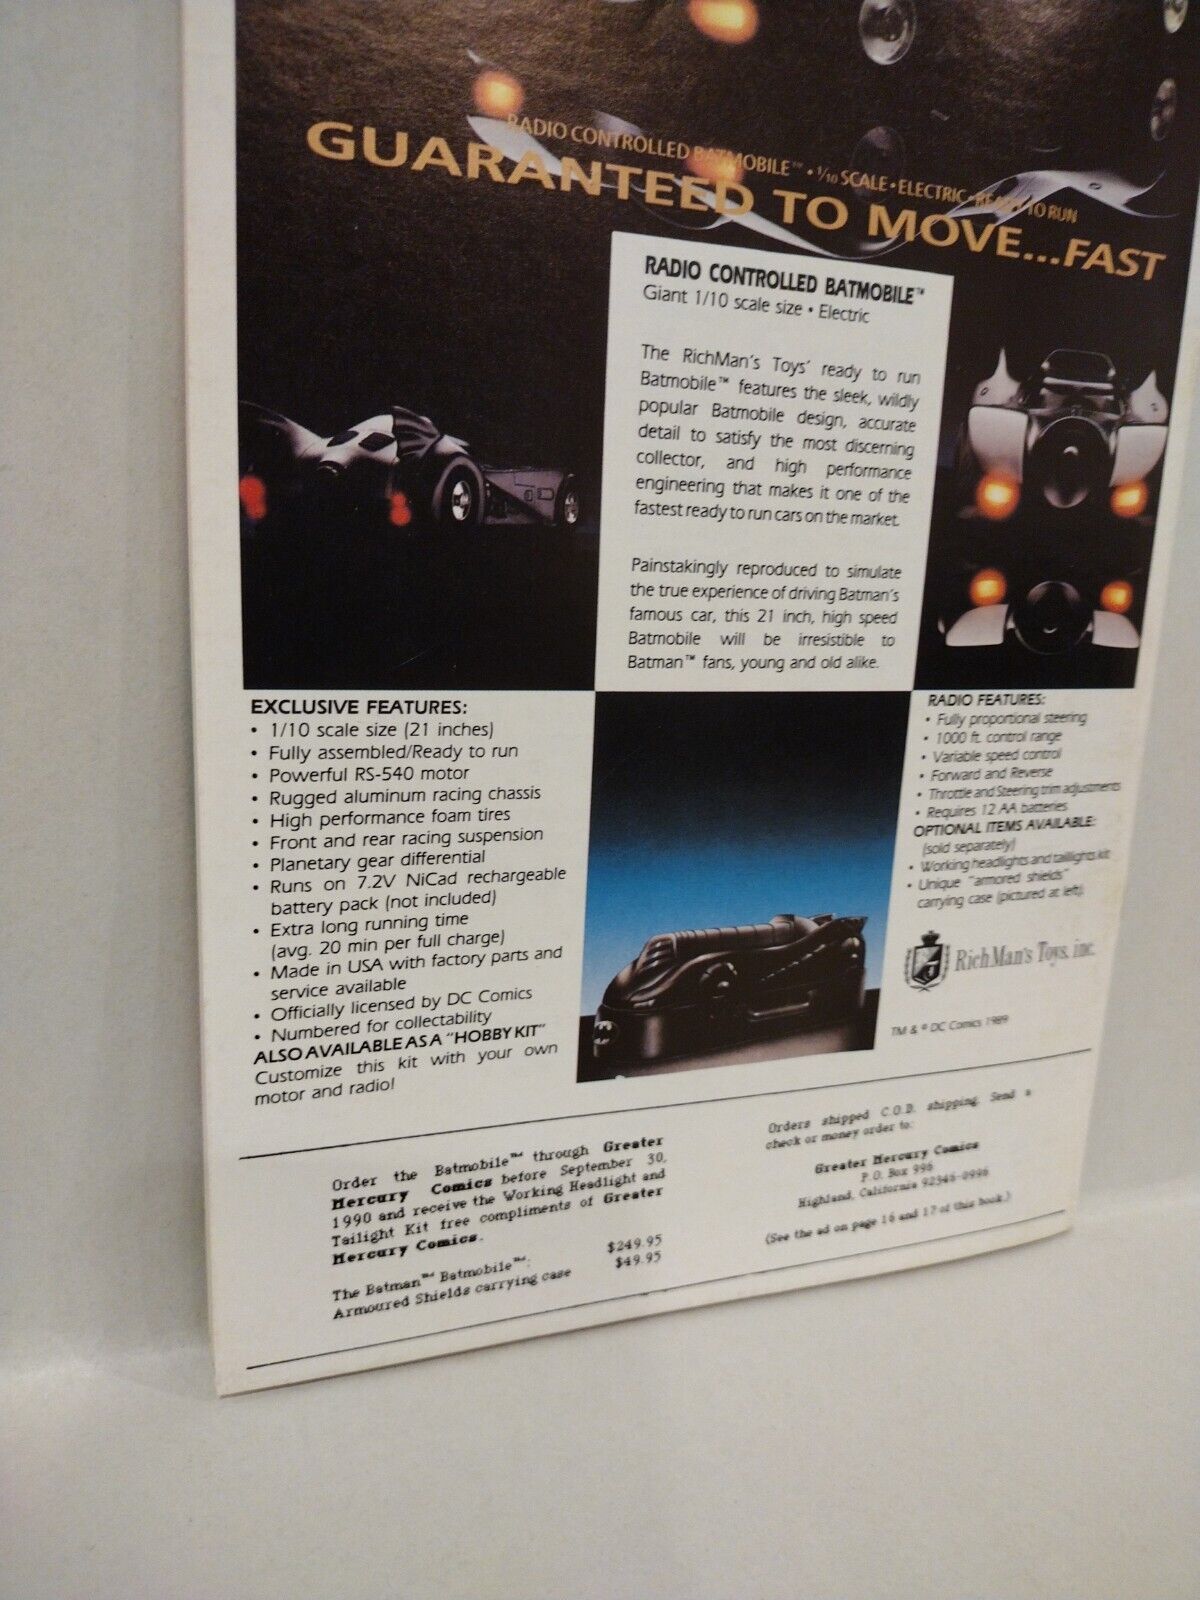 RADIO CONTROLLED BATMOBILE™ • 1/10 SCALE • ELECTRIC • READY TO RUN
GUARANTEED TO MOVE...FAST
RADIO CONTROLLED BATMOBILE™
Giant 1/10 scale size • Electric
The RichMan's Toys' ready to run
Batmobile™ features the sleek, wildly
popular Batmobile design, accurate
detail to satisfy the most discerning
collector, and high performance
engineering that makes it one of the
fastest ready to run cars on the market.
Painstakingly reproduced to simulate
the true experience of driving Batman's
famous car, this 21 inch, high speed
Batmobile will be irresistible to
Batman™ fans, young and old alike.
EXCLUSIVE FEATURES:
• 1/10 scale size (21 inches)
• Fully assembled/Ready to run
• Powerful RS-540 motor
• Rugged aluminum racing chassis
• High performance foam tires
• Front and rear racing suspension
• Planetary gear differential
• Runs on 7.2V NiCad rechargeable
battery pack (not included)
• Extra long running time
(avg. 20 min per full charge)
• Made in USA with factory parts and
service available
• Officially licensed by DC Comics
• Numbered for collectability
ALSO AVAILABLE AS A "HOBBY KIT"
Customize this kit with your own
motor and radio!
RADIO FEATURES:
• Fully proportional steering
• 1000 ft. control range
• Variable speed control
• Forward and Reverse
• Throttle and Steering trim adjustments
• Requires 12 AA batteries
OPTIONAL ITEMS AVAILABLE:
(sold separately)
• Working headlights and taillights kit
• Unique "armored shields"
carrying case (pictured at left).
RichMan's Toys, inc.
TM & © DC Comics 1989
Order the Batmobile™ through Greater
Mercury Comics before September 30,
1990 and receive the Working Headlight and
Tailight Kit free compliments of Greater
Mercury Comics.
The Batman™ Batmobile™: $249.95
Armoured Shields carrying case $49.95
Orders shipped C.O.D. shipping. Send a
check or money order to:
Greater Mercury Comics
P.O. Box 996
Highland, California 92346-0996
(See the ad on page 16 and 17 of this book.)